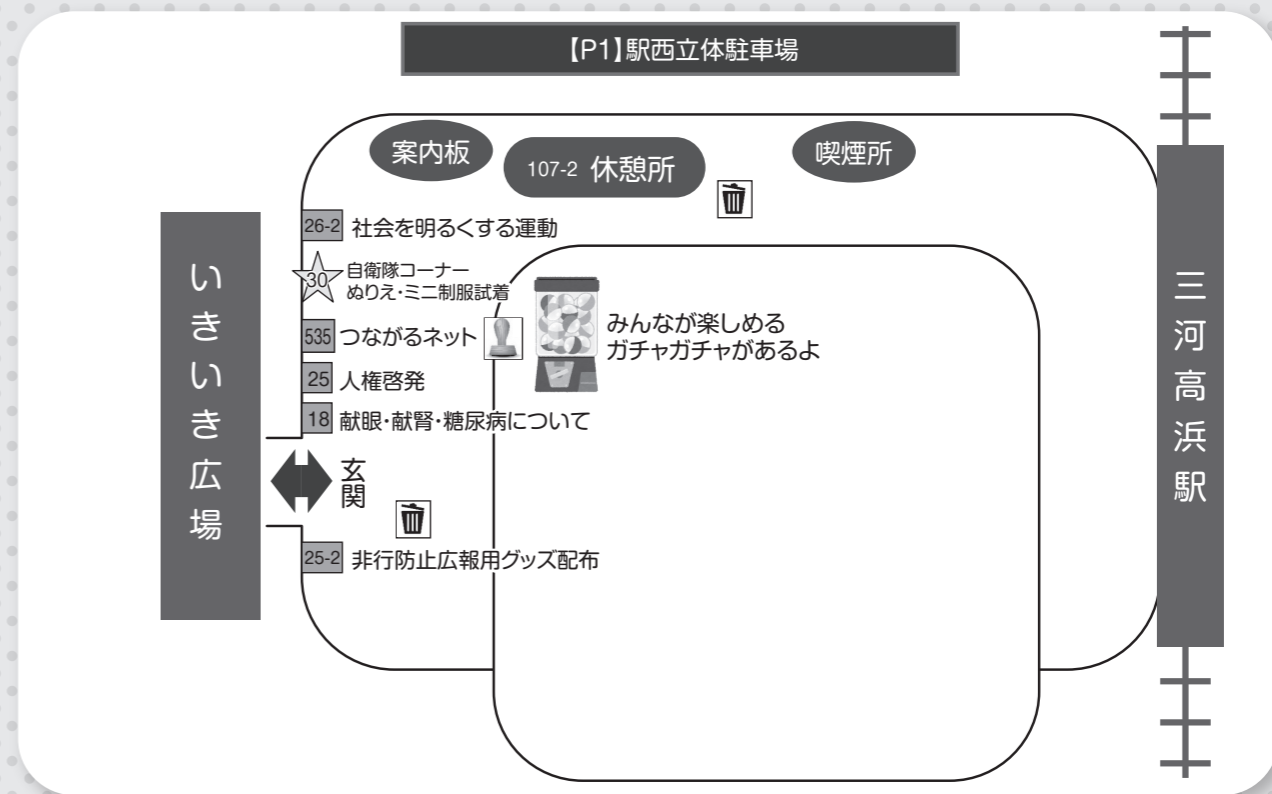 【P1】駅西立体駐車場
案内板
107-2 休憩所
喫煙所
26-2 社会を明るくする運動
30 自衛隊コーナー
ぬりえ・ミニ制服試着
535 つながるネット
みんなが楽しめる
ガチャガチャがあるよ
25 人権啓発
18 献眼・献腎・糖尿病について
玄関
25-2 非行防止広報用グッズ配布
いきいき広場
三河高浜駅